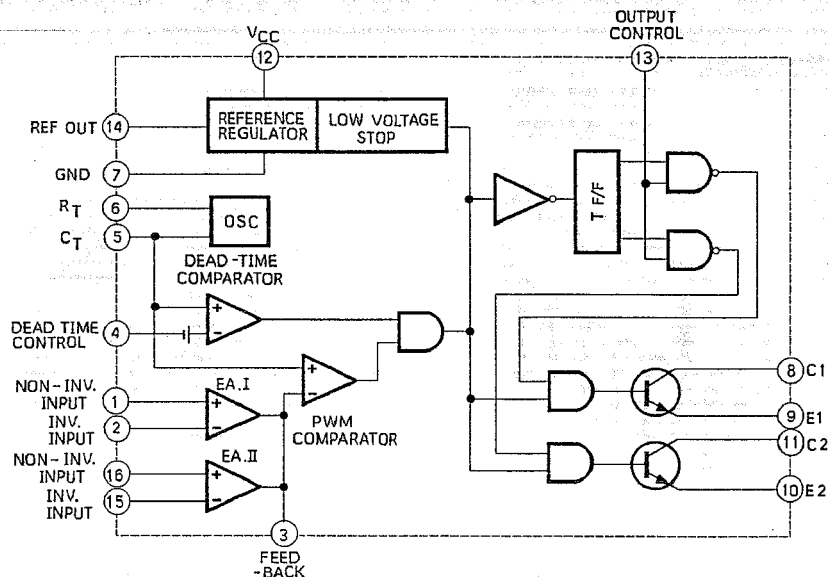 OUTPUT
CONTROL
VCC
12
13
REF OUT 14
REFERENCE
REGULATOR
LOW VOLTAGE
STOP
GND 7
RT 6
CT 5
OSC
T F/F
DEAD-TIME
COMPARATOR
+
-
DEAD TIME
CONTROL
4
NON-INV.
INPUT
1
INV.
INPUT
2
EA.I
+
-
+
-
PWM
COMPARATOR
NON-INV.
INPUT
16
INV.
INPUT
15
EA.II
+
-
8 C1
9 E1
11 C2
10 E2
3
FEED
-BACK